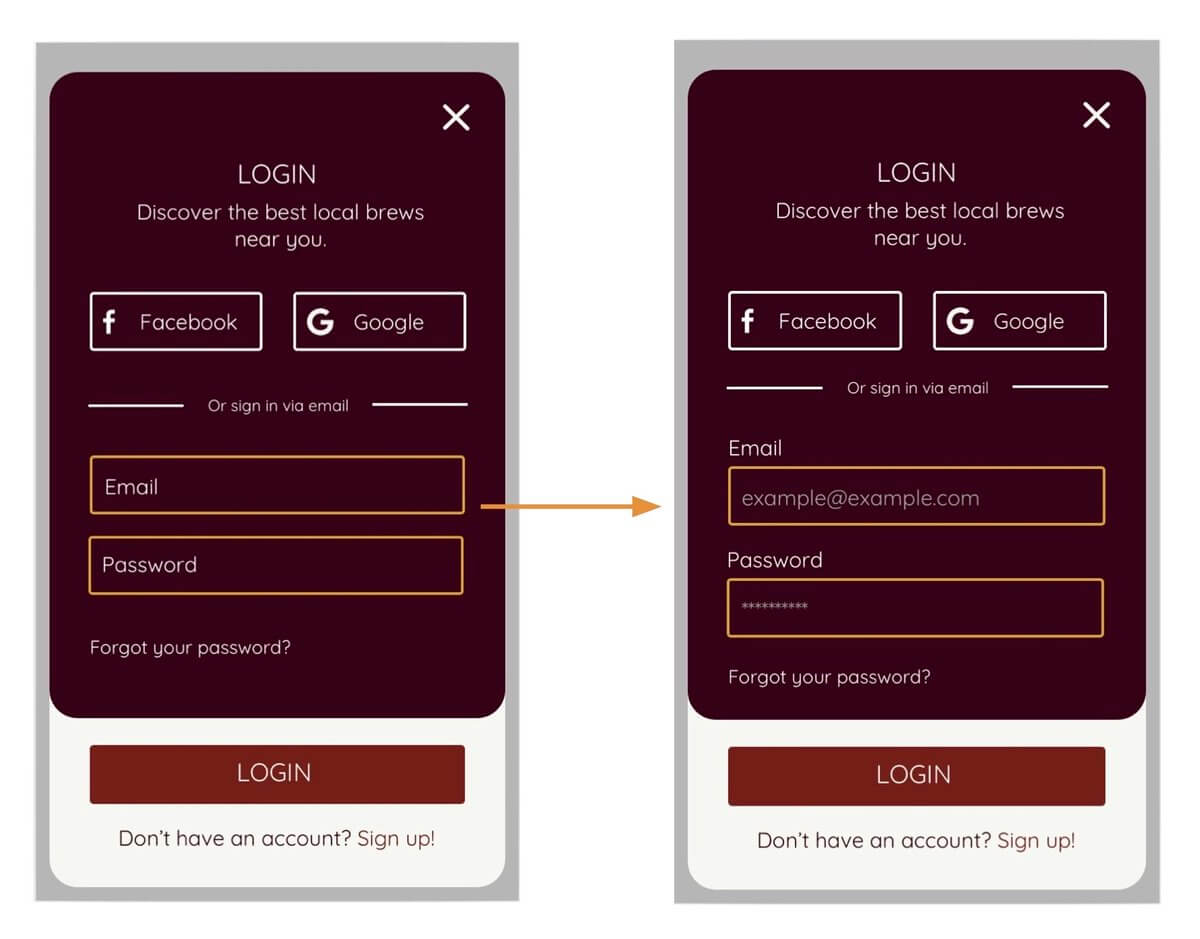 LOGIN
Discover the best local brews
near you.
Facebook
Google
Or sign in via email
Email
Password
Forgot your password?
LOGIN
Don’t have an account? Sign up!
LOGIN
Discover the best local brews
near you.
Facebook
Google
Or sign in via email
Email
example@example.com
Password
**********
Forgot your password?
LOGIN
Don’t have an account? Sign up!